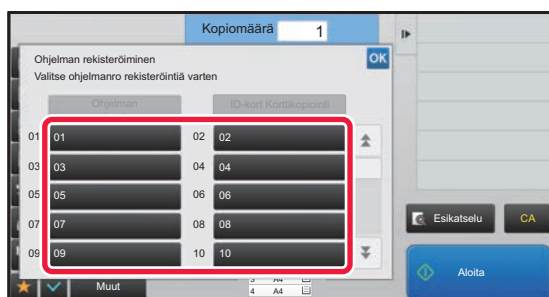 Kopiomäärä 1
Ohjelman rekisteröiminen OK
Valitse ohjelmanro rekisteröintiä varten
Ohjelman ID-kort Korttikopiointi
01 01 02 02
03 03 04 04
05 05 06 06
07 07 08 08
09 09 10 10
Esikatselu CA
Aloita
Muut
3 A4
4 A4